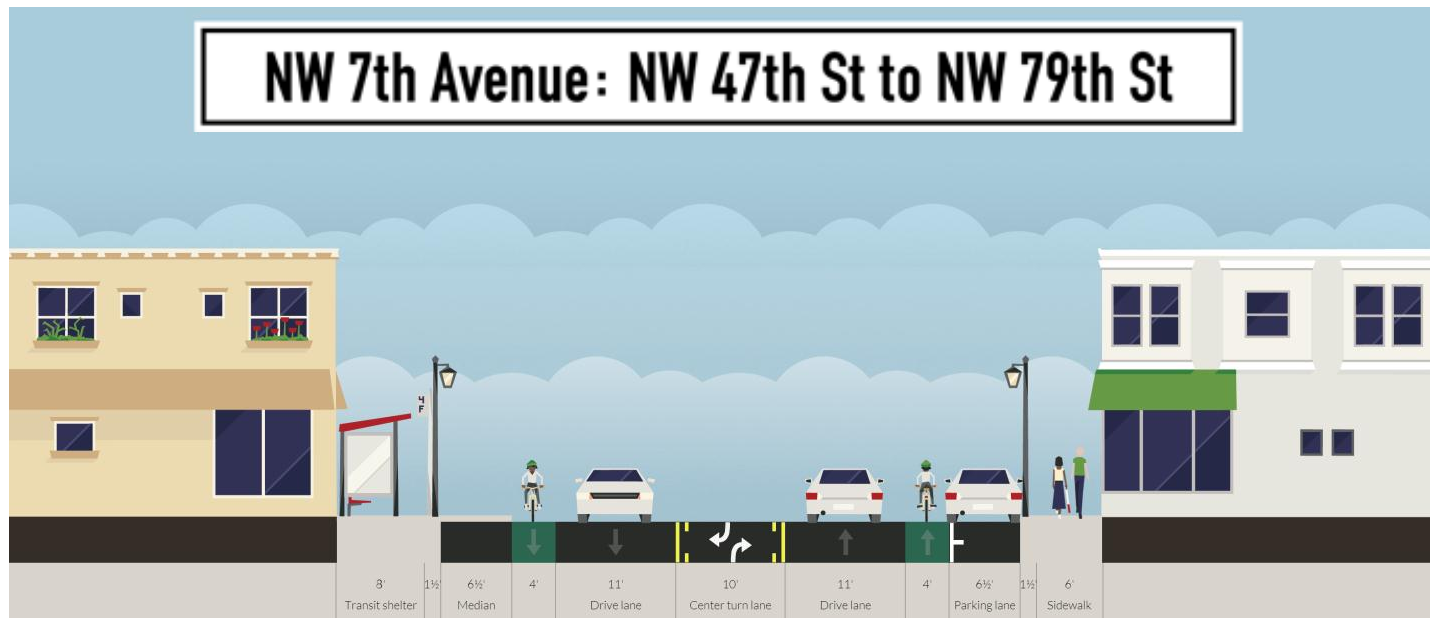 NW 7th Avenue: NW 47th St to NW 79th St
4
F
8' 1½' 6½' 4' 11' 10' 11' 4' 6½' 1½' 6'
Transit shelter Median Drive lane Center turn lane Drive lane Parking lane Sidewalk